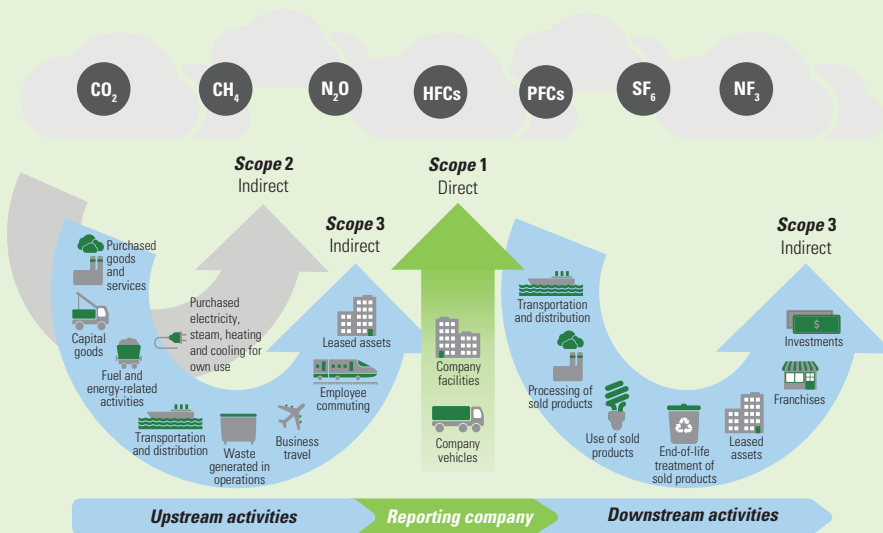 CO₂
CH₄
N₂O
HFCs
PFCs
SF₆
NF₃
Scope 2
Indirect
Scope 1
Direct
Scope 3
Indirect
Scope 3
Indirect
Purchased
goods
and
services
Capital
goods
Fuel and
energy-related
activities
Purchased
electricity,
steam, heating
and cooling for
own use
Transportation
and distribution
Waste
generated in
operations
Business
travel
Employee
commuting
Leased assets
Company
facilities
Company
vehicles
Transportation
and distribution
Processing of
sold products
Use of sold
products
End-of-life
treatment of
sold products
Leased
assets
Franchises
$
Investments
Upstream activities
Reporting company
Downstream activities